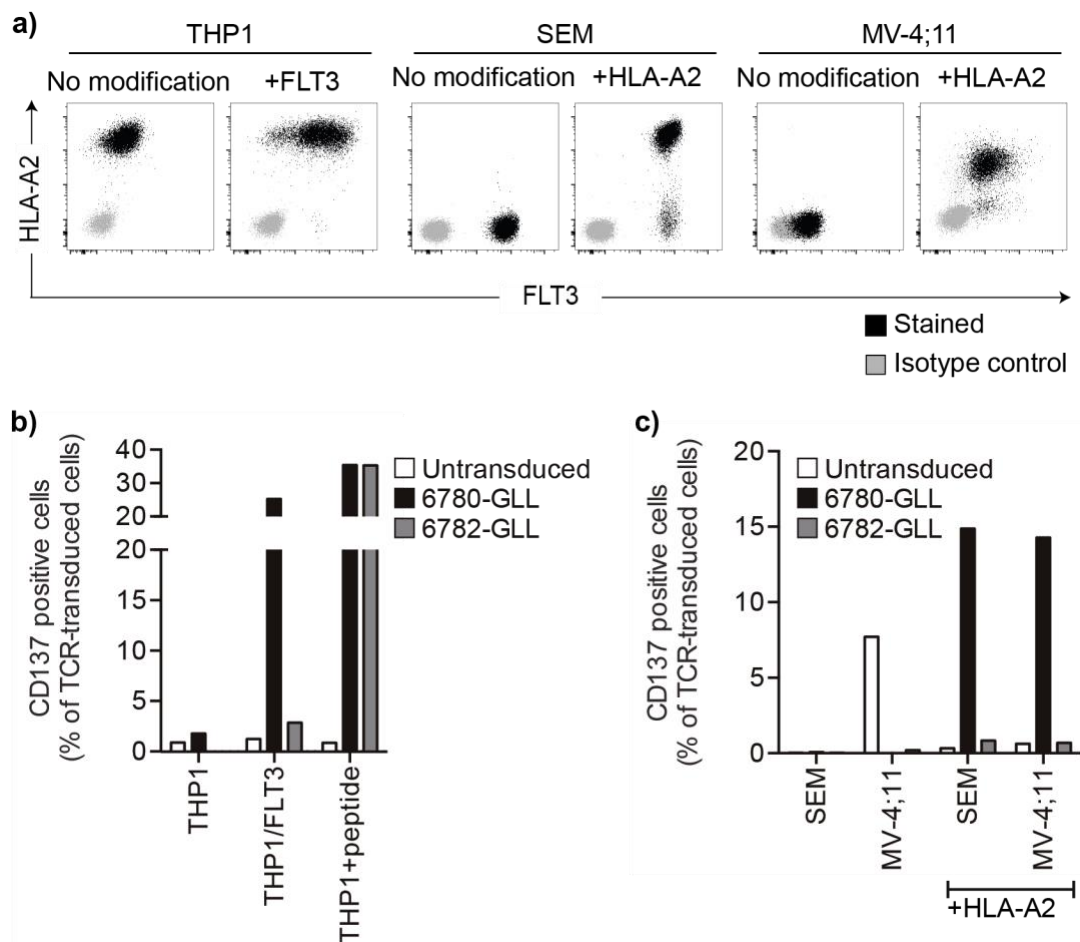 a)
THP1 SEM MV-4;11
No modification +FLT3 No modification +HLA-A2 No modification +HLA-A2
HLA-A2
FLT3
Stained
Isotype control
b)
CD137 positive cells
(% of TCR-transduced cells)
40
30
20
20
15
10
5
0
Untransduced
6780-GLL
6782-GLL
THP1
THP1/FLT3
THP1+peptide
c)
CD137 positive cells
(% of TCR-transduced cells)
20
15
10
5
0
Untransduced
6780-GLL
6782-GLL
SEM
MV-4;11
SEM
MV-4;11
+HLA-A2